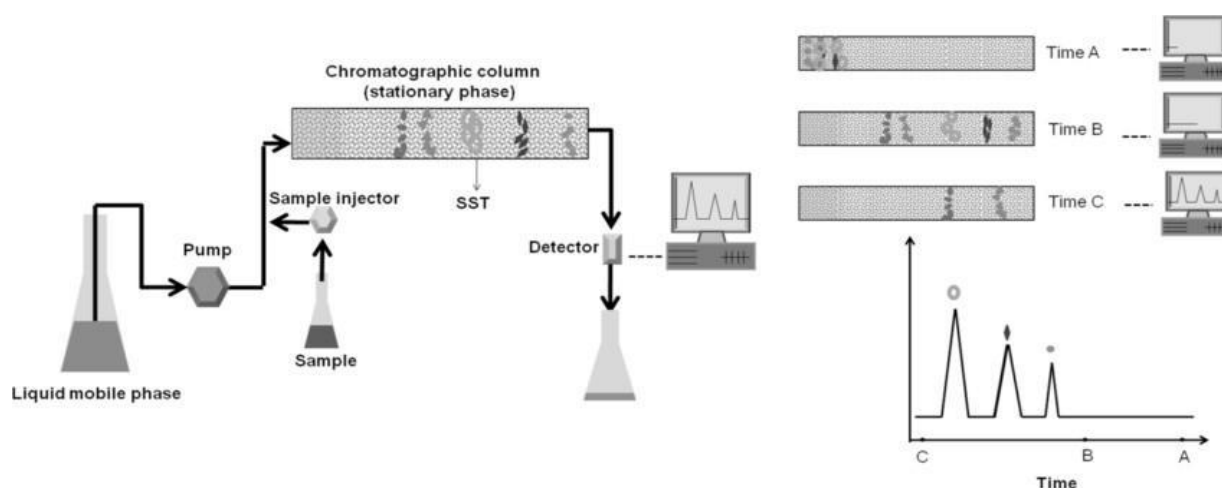 Chromatographic column
(stationary phase)
Sample injector
SST
Pump
Detector
Sample
Liquid mobile phase
Time A
Time B
Time C
C
B
A
Time